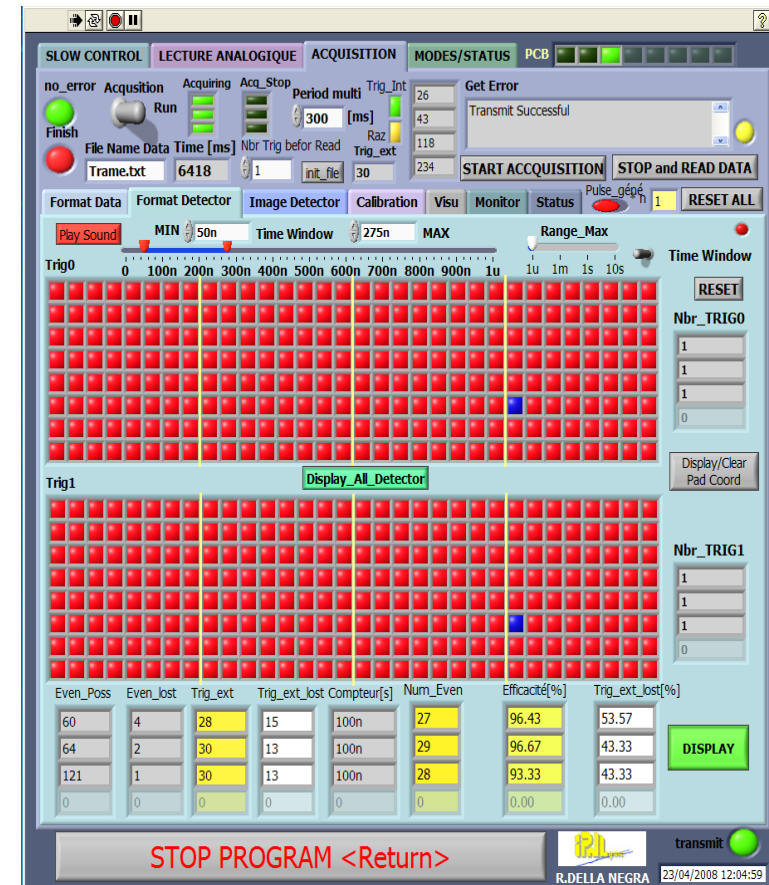 SLOW CONTROL LECTURE ANALOGIQUE ACQUISITION MODES/STATUS PCB
no_error Acqusition Acquiring Acq_Stop Period multi Trig_Int 26 Get Error
Run 300 [ms] 43 Transmit Successful
Finish Raz 118
File Name Data Time [ms] Nbr Trig befor Read Trig_ext
Trame.txt 6418 1 init_file 30 234 START ACCQUISITION STOP and READ DATA
Format Data Format Detector Image Detector Calibration Visu Monitor Status 1 RESET ALL
Play Sound MIN 50n Time Window 275n MAX Range_Max
Time Window
Trig0 0 100n 200n 300n 400n 500n 600n 700n 800n 900n 1u 1u 1m 1s 10s
RESET
Nbr_TRIG0
1
1
1
0
Display/Clear
Pad Coord
Trig1 Display_All_Detector
Nbr_TRIG1
1
1
1
0
Even_Poss Even_lost Trig_ext Trig_ext_lost Compteur[s] Num_Even Efficacité[%] Trig_ext_lost[%]
60 4 28 15 100n 27 96.43 53.57
64 2 30 13 100n 29 96.67 43.33
121 1 30 13 100n 28 93.33 43.33
0 0 0 0 0 0 0.00 0.00
DISPLAY
STOP PROGRAM <Return>
R.DELLA NEGRA
transmit
23/04/2008 12:04:59